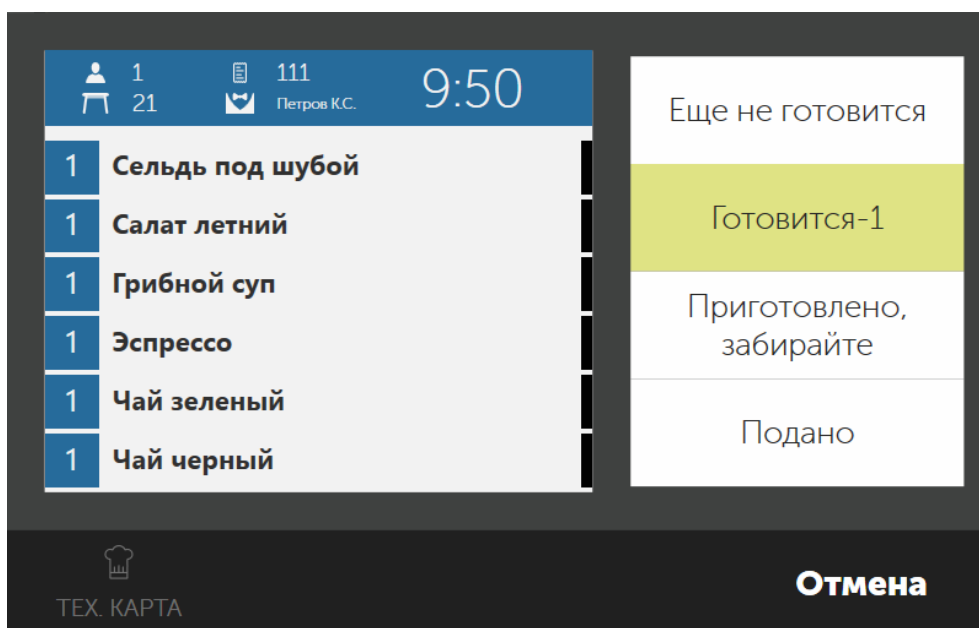 1 111 9:50
21 Петров К.С.
1 Сельдь под шубой
1 Салат летний
1 Грибной суп
1 Эспрессо
1 Чай зеленый
1 Чай черный
Еще не готовится
Готовится-1
Приготовлено,
забирайте
Подано
ТЕХ. КАРТА
Отмена